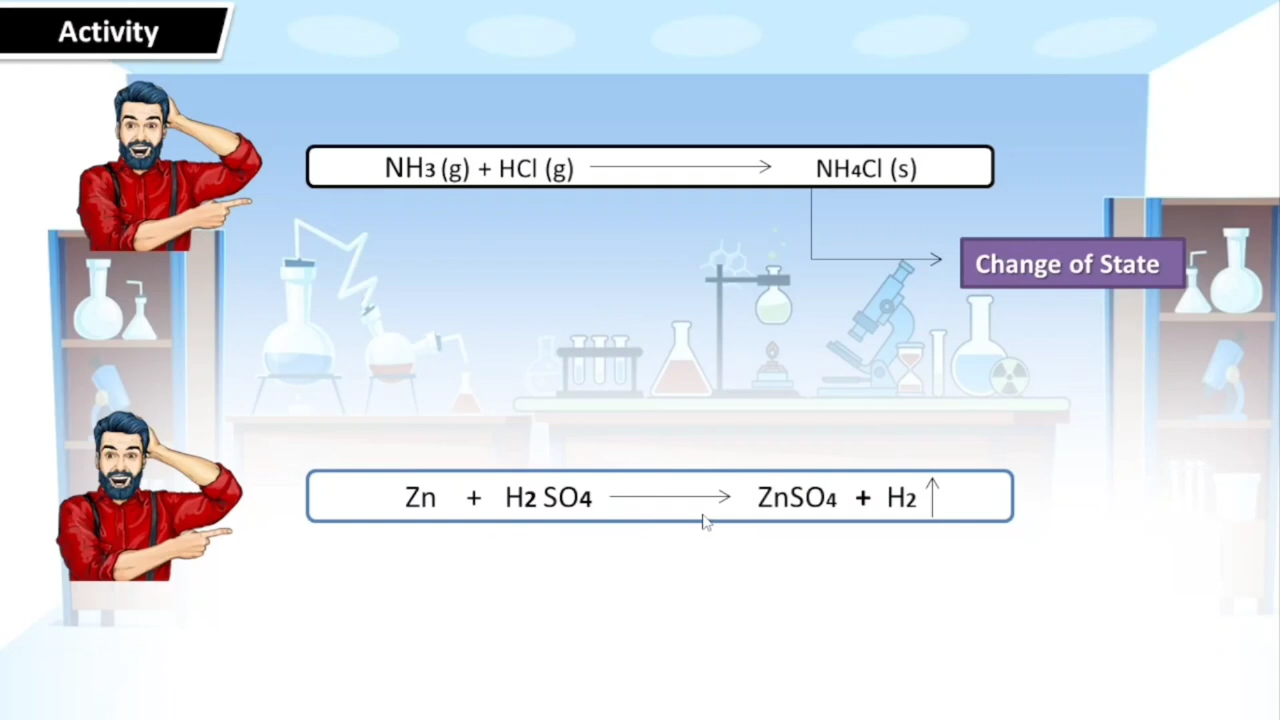 Activity
NH3 (g) + HCl (g) ⟶ NH4Cl (s)
Change of State
Zn + H2 SO4 ⟶ ZnSO4 + H2 ↑